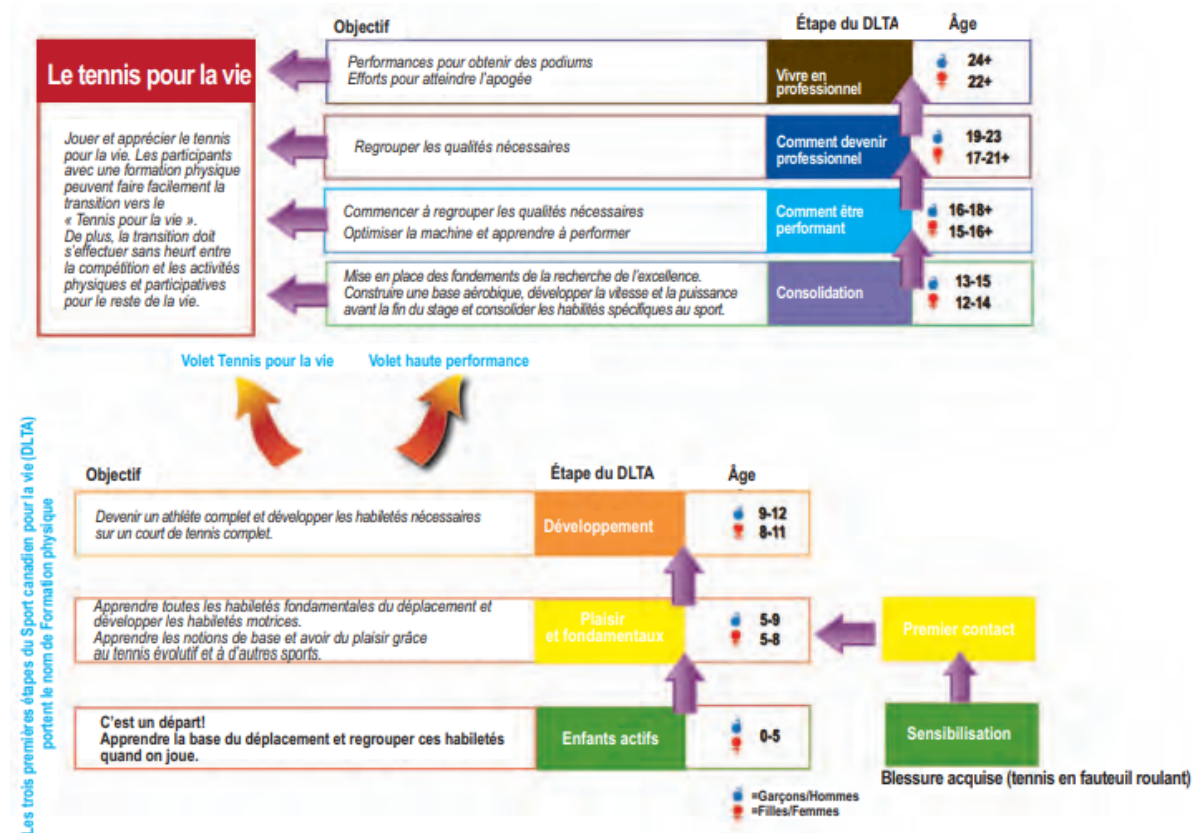 Objectif
Étape du DLTA
Âge
Le tennis pour la vie
Jouer et apprécier le tennis
pour la vie. Les participants
avec une formation physique
peuvent faire facilement la
transition vers le
« Tennis pour la vie ».
De plus, la transition doit
s'effectuer sans heurt entre
la compétition et les activités
physiques et participatives
pour le reste de la vie.
Performances pour obtenir des podiums
Efforts pour atteindre l'apogée
Vivre en
professionnel
24+
22+
Regrouper les qualités nécessaires
Comment devenir
professionnel
19-23
17-21+
Commencer à regrouper les qualités nécessaires
Optimiser la machine et apprendre à performer
Comment être
performant
16-18+
15-16+
Mise en place des fondements de la recherche de l'excellence.
Construire une base aérobique, développer la vitesse et la puissance
avant la fin du stage et consolider les habilités spécifiques au sport.
Consolidation
13-15
12-14
Volet Tennis pour la vie
Volet haute performance
Les trois premières étapes du Sport canadien pour la vie (DLTA)
portent le nom de Formation physique
Objectif
Étape du DLTA
Âge
Devenir un athlète complet et développer les habiletés nécessaires
sur un court de tennis complet.
Développement
9-12
8-11
Apprendre toutes les habiletés fondamentales du déplacement et
développer les habiletés motrices.
Apprendre les notions de base et avoir du plaisir grâce
au tennis évolutif et à d'autres sports.
Plaisir
et fondamentaux
5-9
5-8
Premier contact
C'est un départ!
Apprendre la base du déplacement et regrouper ces habiletés
quand on joue.
Enfants actifs
0-5
Sensibilisation
Blessure acquise (tennis en fauteuil roulant)
=Garçons/Hommes
=Filles/Femmes